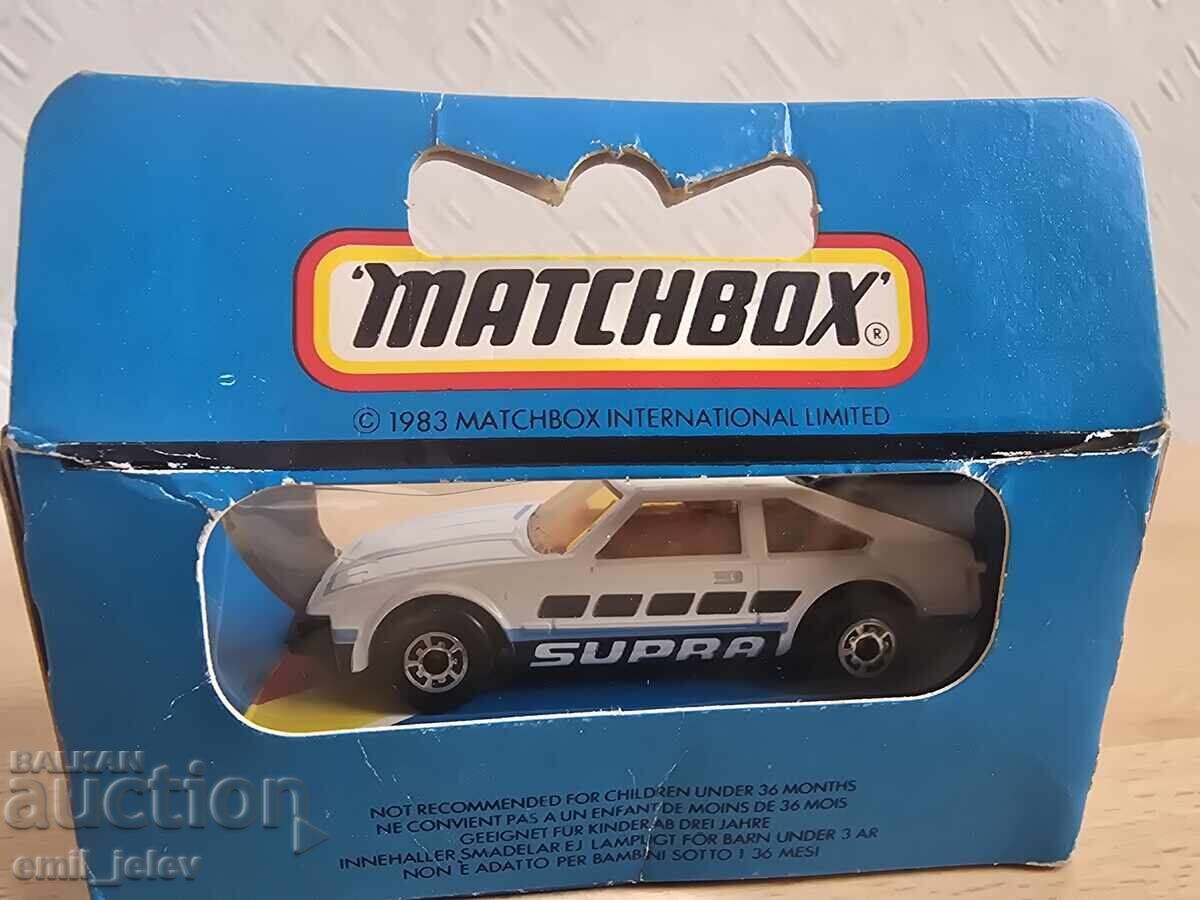 'MATCHBOX'®
© 1983 MATCHBOX INTERNATIONAL LIMITED
SUPRA
NOT RECOMMENDED FOR CHILDREN UNDER 36 MONTHS
NE CONVIENT PAS A UN ENFANT DE MOINS DE 36 MOIS
GEEIGNET FÜR KINDER AB DREI JAHRE
INNEHALLER SMADELAR EJ LAMPLIGT FÖR BARN UNDER 3 AR
NON È ADATTO PER BAMBINI SOTTO I 36 MESI
BALKAN
auction
emil_jelev